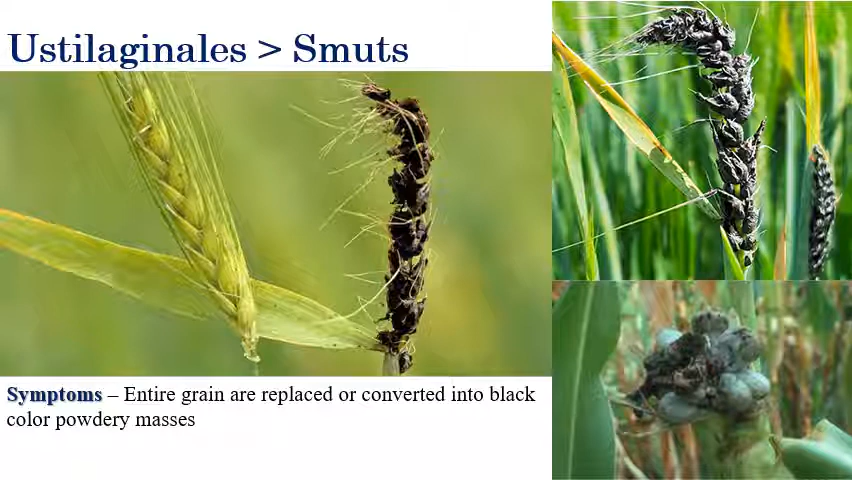 Ustilaginales > Smuts
Symptoms – Entire grain are replaced or converted into black
color powdery masses